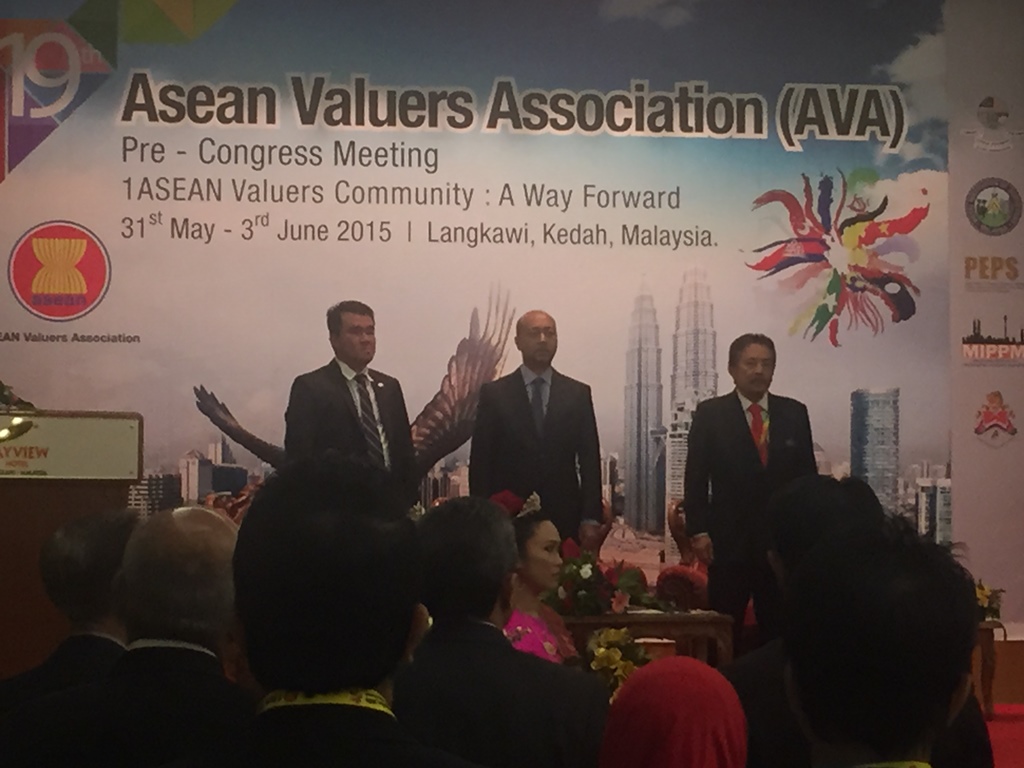 19th
Asean Valuers Association (AVA)
Pre - Congress Meeting
1ASEAN Valuers Community : A Way Forward
31st May - 3rd June 2015 | Langkawi, Kedah, Malaysia.
asean
EAN Valuers Association
PEPS
MIPPM
AYVIEW
HOTEL